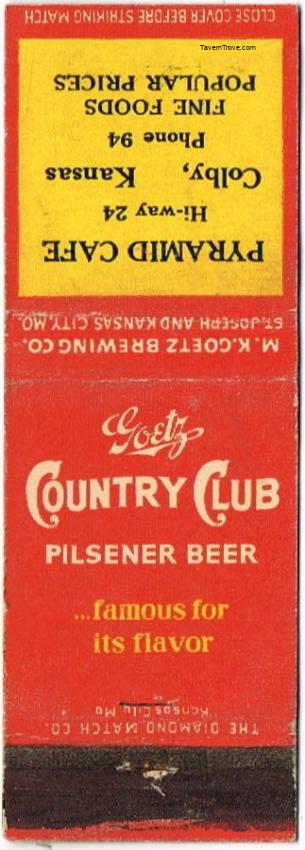 TavernTrove.com
CLOSE COVER BEFORE STRIKING MATCH
PYRAMID CAFE
Hi-way 24
Colby, Kansas
Phone 94
FINE FOODS
POPULAR PRICES
M.K.GOETZ BREWING CO.
ST. JOSEPH AND KANSAS CITY, MO.
Goetz
COUNTRY CLUB
PILSENER BEER
...famous for
its flavor
THE DIAMOND MATCH CO.
Kansas City, Mo